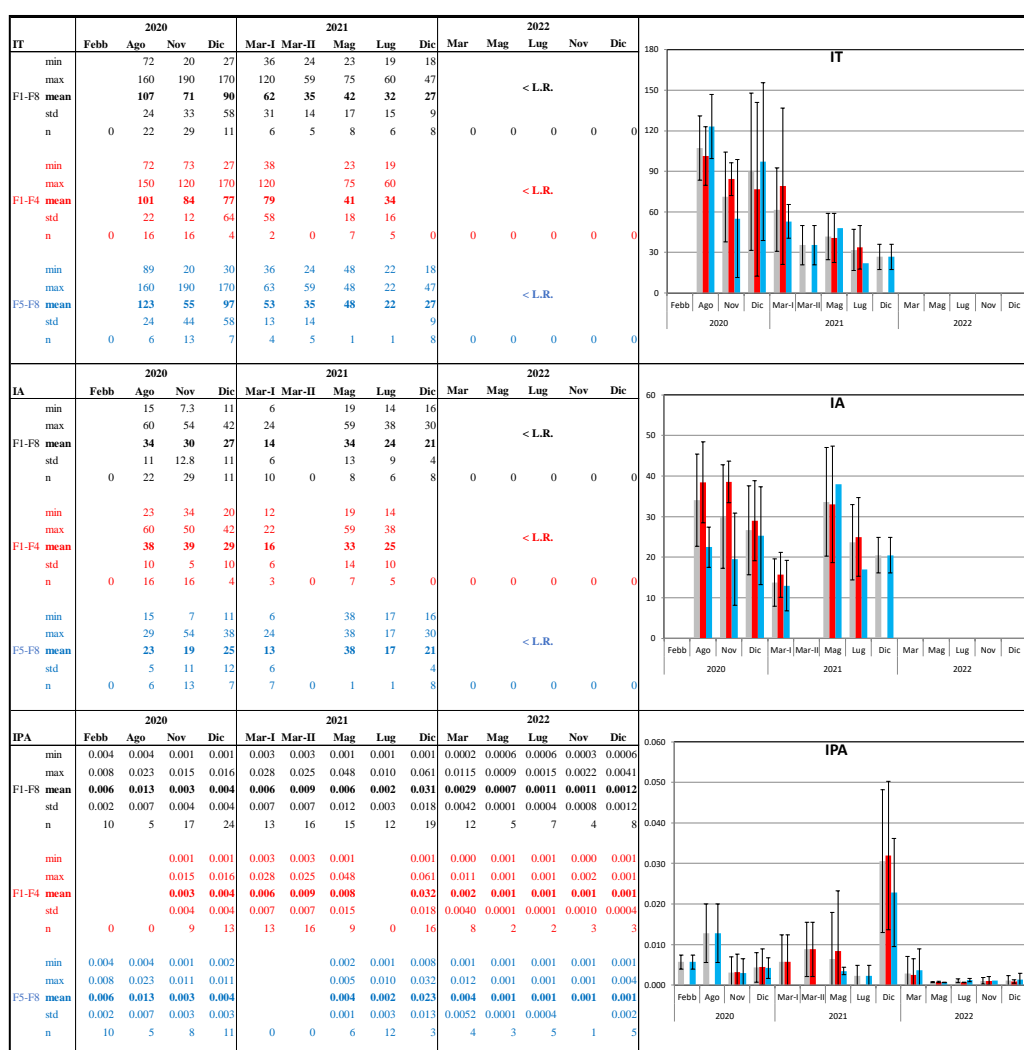 2020 2021 2022
IT Febb Ago Nov Dic Mar-I Mar-II Mag Lug Dic Mar Mag Lug Nov Dic
min 72 20 27 36 24 23 19 18
max 160 190 170 120 59 75 60 47
F1-F8 mean 107 71 90 62 35 42 32 27 < L.R.
std 24 33 58 31 14 17 15 9
n 0 22 29 11 6 5 8 6 8 0 0 0 0 0
min 72 73 27 38 23 19
max 150 120 170 120 75 60
F1-F4 mean 101 84 77 79 41 34 < L.R.
std 22 12 64 58 18 16
n 0 16 16 4 2 0 7 5 0 0 0 0 0 0
min 89 20 30 36 24 48 22 18
max 160 190 170 63 59 48 22 47
F5-F8 mean 123 55 97 53 35 48 22 27 < L.R.
std 24 44 58 13 14 9
n 0 6 13 7 4 5 1 1 8 0 0 0 0 0
IT
180
150
120
90
60
30
0
Febb Ago Nov Dic Mar-I Mar-II Mag Lug Dic Mar Mag Lug Nov Dic
2020 2021 2022
2020 2021 2022
IA Febb Ago Nov Dic Mar-I Mar-II Mag Lug Dic Mar Mag Lug Nov Dic
min 15 7.3 11 6 19 14 16
max 60 54 42 24 59 38 30
F1-F8 mean 34 30 27 14 34 24 21 < L.R.
std 11 12.8 11 6 13 9 4
n 0 22 29 11 10 0 8 6 8 0 0 0 0 0
min 23 34 20 12 19 14
max 60 50 42 22 59 38
F1-F4 mean 38 39 29 16 33 25 < L.R.
std 10 5 10 6 14 10
n 0 16 16 4 3 0 7 5 0 0 0 0 0 0
min 15 7 11 6 38 17 16
max 29 54 38 24 38 17 30
F5-F8 mean 23 19 25 13 38 17 21 < L.R.
std 5 11 12 6 4
n 0 6 13 7 7 0 1 1 8 0 0 0 0 0
IA
60
50
40
30
20
10
0
Febb Ago Nov Dic Mar-I Mar-II Mag Lug Dic Mar Mag Lug Nov Dic
2020 2021 2022
2020 2021 2022
IPA Febb Ago Nov Dic Mar-I Mar-II Mag Lug Dic Mar Mag Lug Nov Dic
min 0.004 0.004 0.001 0.001 0.003 0.003 0.001 0.001 0.001 0.0002 0.0006 0.0006 0.0003 0.0006
max 0.008 0.023 0.015 0.016 0.028 0.025 0.048 0.010 0.061 0.0115 0.0009 0.0015 0.0022 0.0041
F1-F8 mean 0.006 0.013 0.003 0.004 0.006 0.009 0.006 0.002 0.031 0.0029 0.0007 0.0011 0.0011 0.0012
std 0.002 0.007 0.004 0.004 0.007 0.007 0.012 0.003 0.018 0.0042 0.0001 0.0004 0.0008 0.0012
n 10 5 17 24 13 16 15 12 19 12 5 7 4 8
min 0.001 0.001 0.003 0.003 0.001 0.001 0.000 0.001 0.001 0.000 0.001
max 0.015 0.016 0.028 0.025 0.048 0.061 0.011 0.001 0.001 0.002 0.001
F1-F4 mean 0.003 0.004 0.006 0.009 0.008 0.032 0.002 0.001 0.001 0.001 0.001
std 0.004 0.004 0.007 0.007 0.015 0.018 0.0040 0.0001 0.0001 0.0010 0.0004
n 0 0 9 13 13 16 9 0 16 8 2 2 3 3
min 0.004 0.004 0.001 0.002 0.002 0.001 0.008 0.001 0.001 0.001 0.001 0.001
max 0.008 0.023 0.011 0.011 0.005 0.010 0.032 0.012 0.001 0.001 0.001 0.004
F5-F8 mean 0.006 0.013 0.003 0.004 0.004 0.002 0.023 0.004 0.001 0.001 0.001 0.001
std 0.002 0.007 0.003 0.003 0.001 0.003 0.013 0.0052 0.0001 0.0004 0.002
n 10 5 8 11 0 0 6 12 3 4 3 5 1 5
IPA
0.060
0.050
0.040
0.030
0.020
0.010
0.000
Febb Ago Nov Dic Mar-I Mar-II Mag Lug Dic Mar Mag Lug Nov Dic
2020 2021 2022